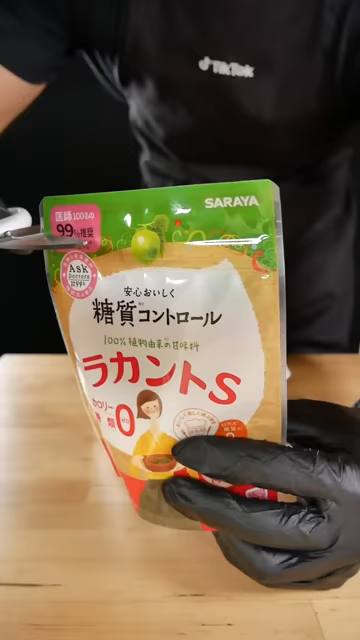 TikTok
SARAYA
医師100名の
99%推奨
Ask
Doctors
安心おいしく
糖質コントロール
100%植物由来の甘味料
ラカントS
カロリー
類0